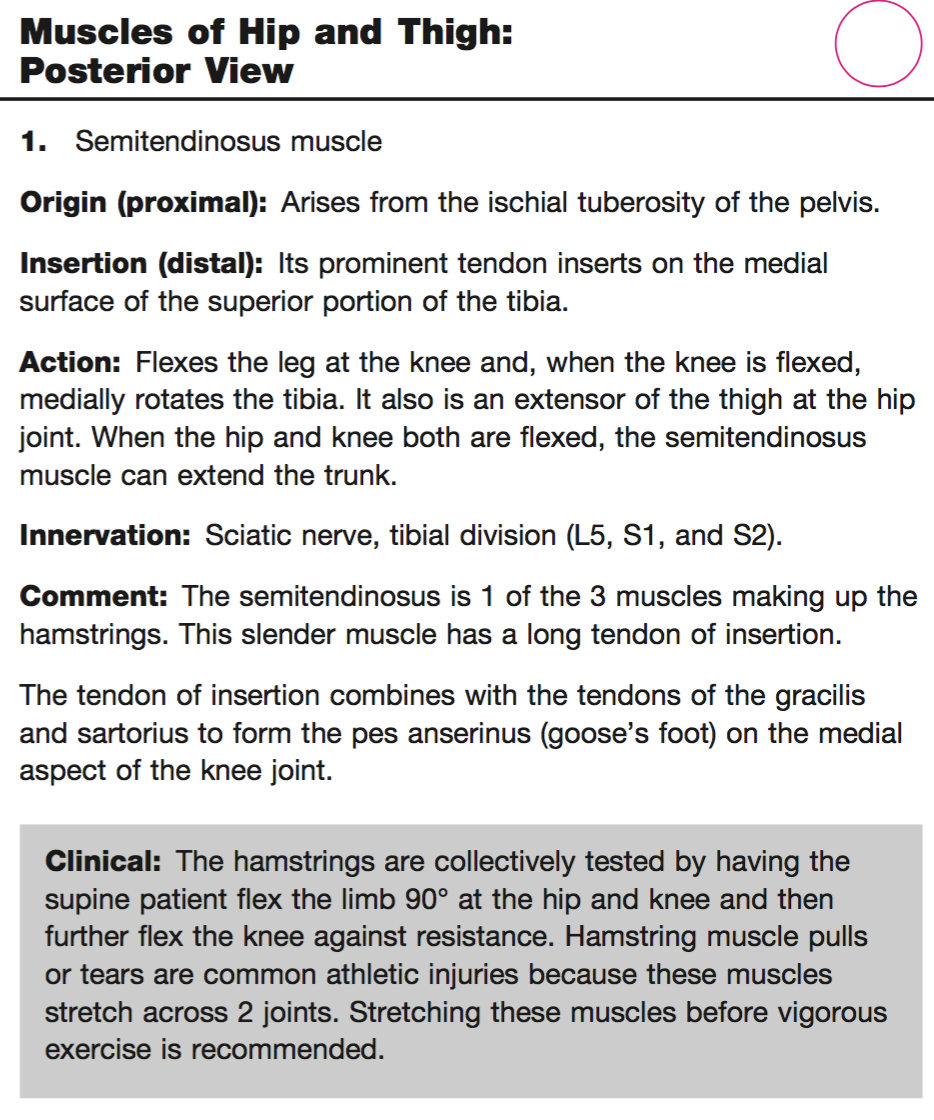 Muscles of Hip and Thigh:
Posterior View
1. Semitendinosus muscle
Origin (proximal): Arises from the ischial tuberosity of the pelvis.
Insertion (distal): Its prominent tendon inserts on the medial
surface of the superior portion of the tibia.
Action: Flexes the leg at the knee and, when the knee is flexed,
medially rotates the tibia. It also is an extensor of the thigh at the hip
joint. When the hip and knee both are flexed, the semitendinosus
muscle can extend the trunk.
Innervation: Sciatic nerve, tibial division (L5, S1, and S2).
Comment: The semitendinosus is 1 of the 3 muscles making up the
hamstrings. This slender muscle has a long tendon of insertion.
The tendon of insertion combines with the tendons of the gracilis
and sartorius to form the pes anserinus (goose’s foot) on the medial
aspect of the knee joint.
Clinical: The hamstrings are collectively tested by having the
supine patient flex the limb 90° at the hip and knee and then
further flex the knee against resistance. Hamstring muscle pulls
or tears are common athletic injuries because these muscles
stretch across 2 joints. Stretching these muscles before vigorous
exercise is recommended.